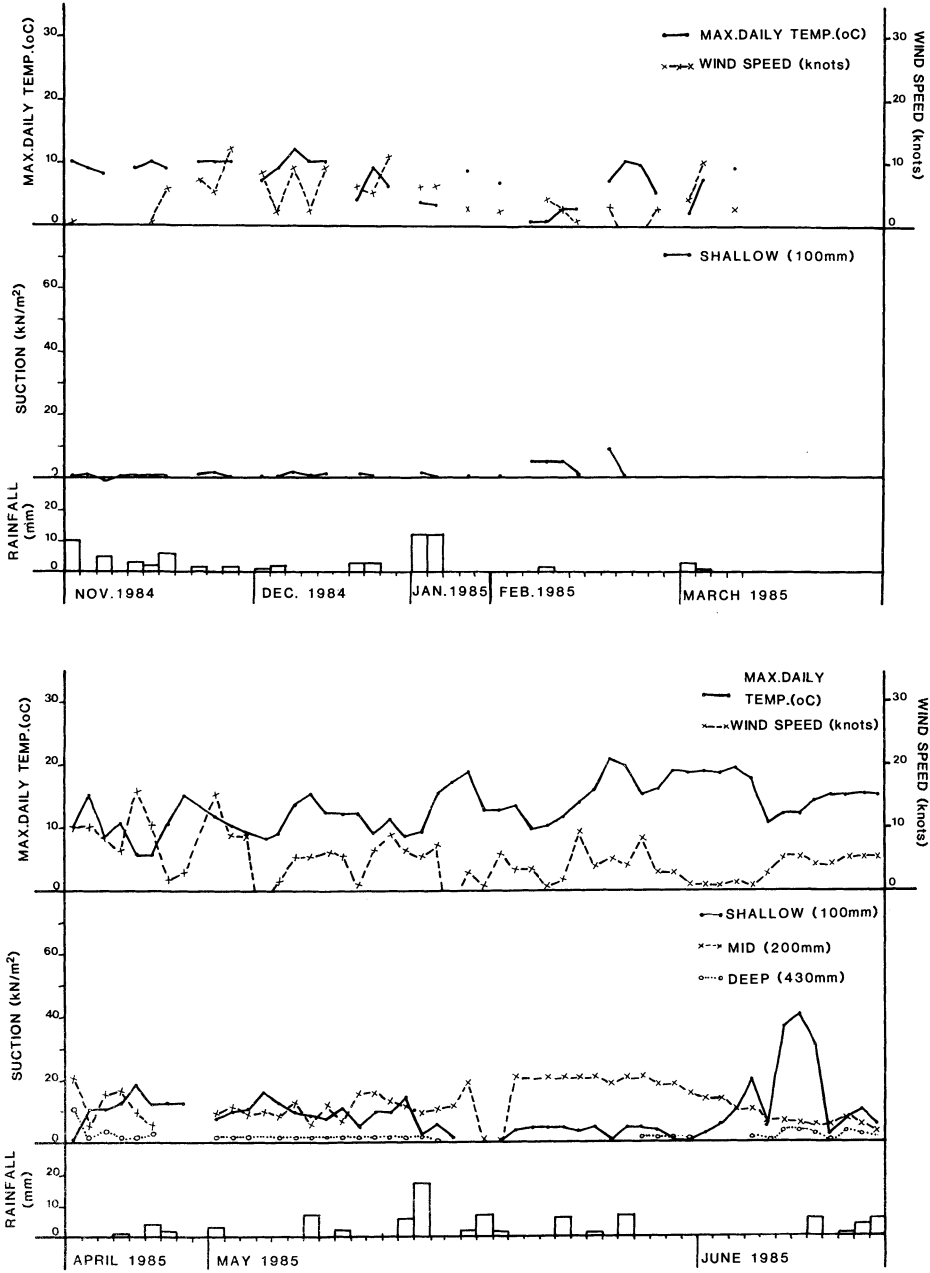 MAX.DAILY TEMP.(oC)
30
20
10
0
MAX.DAILY TEMP.(oC)
WIND SPEED (knots)
30
20
10
0
WIND SPEED (knots)
SUCTION (kN/m²)
60
40
20
SHALLOW (100mm)
RAINFALL
(mm)
20
10
0
NOV.1984
DEC. 1984
JAN.1985
FEB.1985
MARCH 1985
MAX.DAILY TEMP.(oC)
30
20
10
0
MAX.DAILY
TEMP.(oC)
WIND SPEED (knots)
30
20
10
0
WIND SPEED (knots)
SUCTION (kN/m²)
60
40
20
0
SHALLOW (100mm)
MID (200mm)
DEEP (430mm)
RAINFALL
(mm)
20
10
0
APRIL 1985
MAY 1985
JUNE 1985